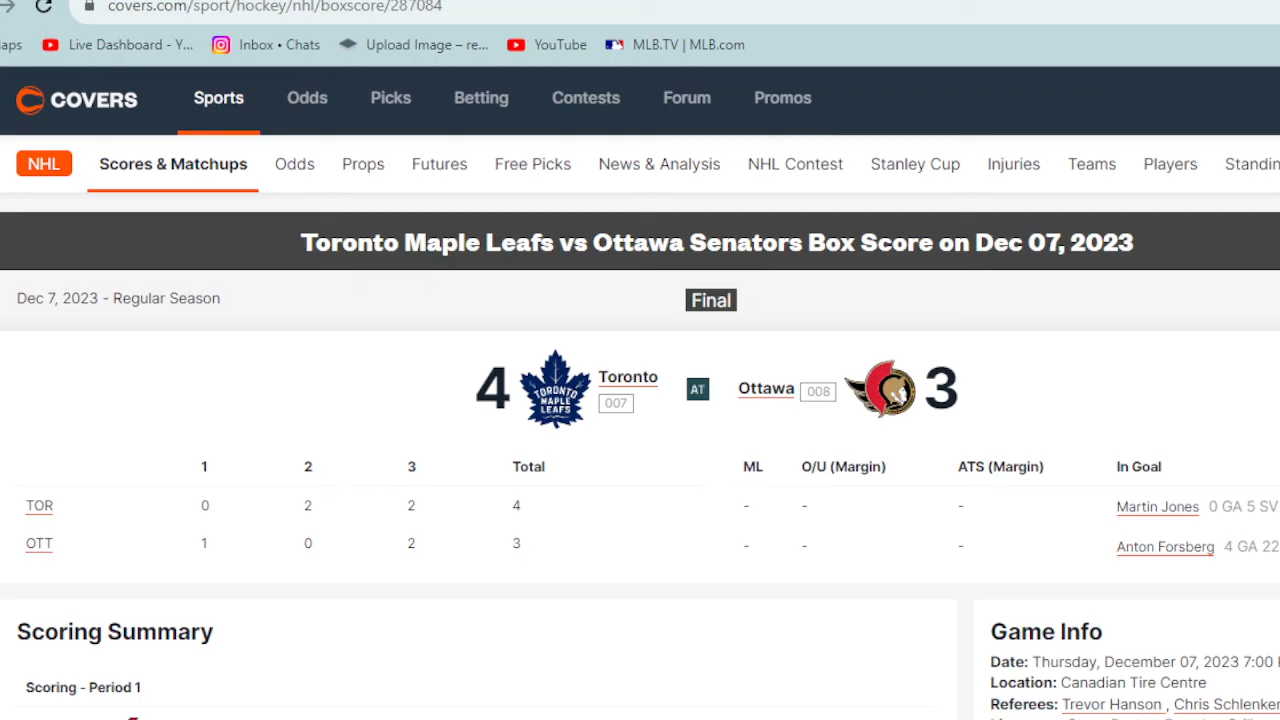 covers.com/sport/hockey/nhl/boxscore/287084
aps Live Dashboard - Y... Inbox • Chats Upload Image – re... YouTube MLB.TV | MLB.com
COVERS Sports Odds Picks Betting Contests Forum Promos
NHL Scores & Matchups Odds Props Futures Free Picks News & Analysis NHL Contest Stanley Cup Injuries Teams Players Standin
Toronto Maple Leafs vs Ottawa Senators Box Score on Dec 07, 2023
Dec 7, 2023 - Regular Season Final
4 TORONTO MAPLE LEAFS Toronto 007 AT Ottawa 008 3
1 2 3 Total ML O/U (Margin) ATS (Margin) In Goal
TOR 0 2 2 4 - - - Martin Jones 0 GA 5 SV
OTT 1 0 2 3 - - - Anton Forsberg 4 GA 22
Scoring Summary
Scoring - Period 1
Game Info
Date: Thursday, December 07, 2023 7:00
Location: Canadian Tire Centre
Referees: Trevor Hanson , Chris Schlenker